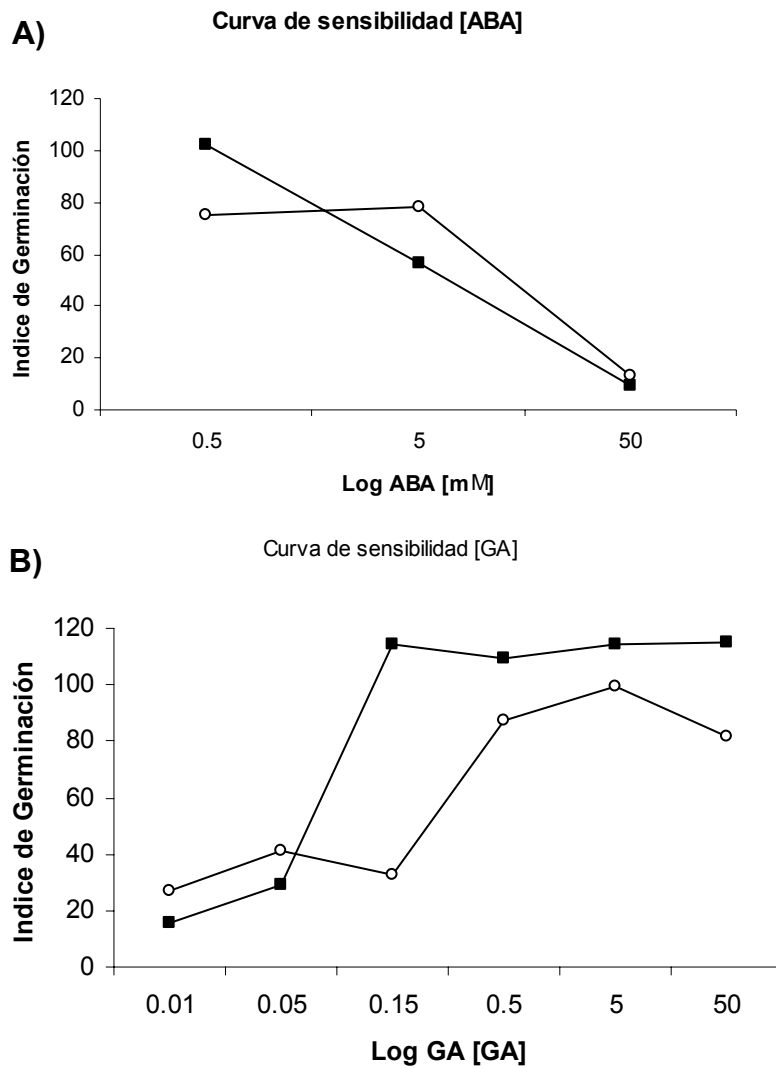 A)
Curva de sensibilidad [ABA]
Indice de Germinación
120
100
80
60
40
20
0
0.5 5 50
Log ABA [mM]
B)
Curva de sensibilidad [GA]
Indice de Germinación
120
100
80
60
40
20
0
0.01 0.05 0.15 0.5 5 50
Log GA [GA]